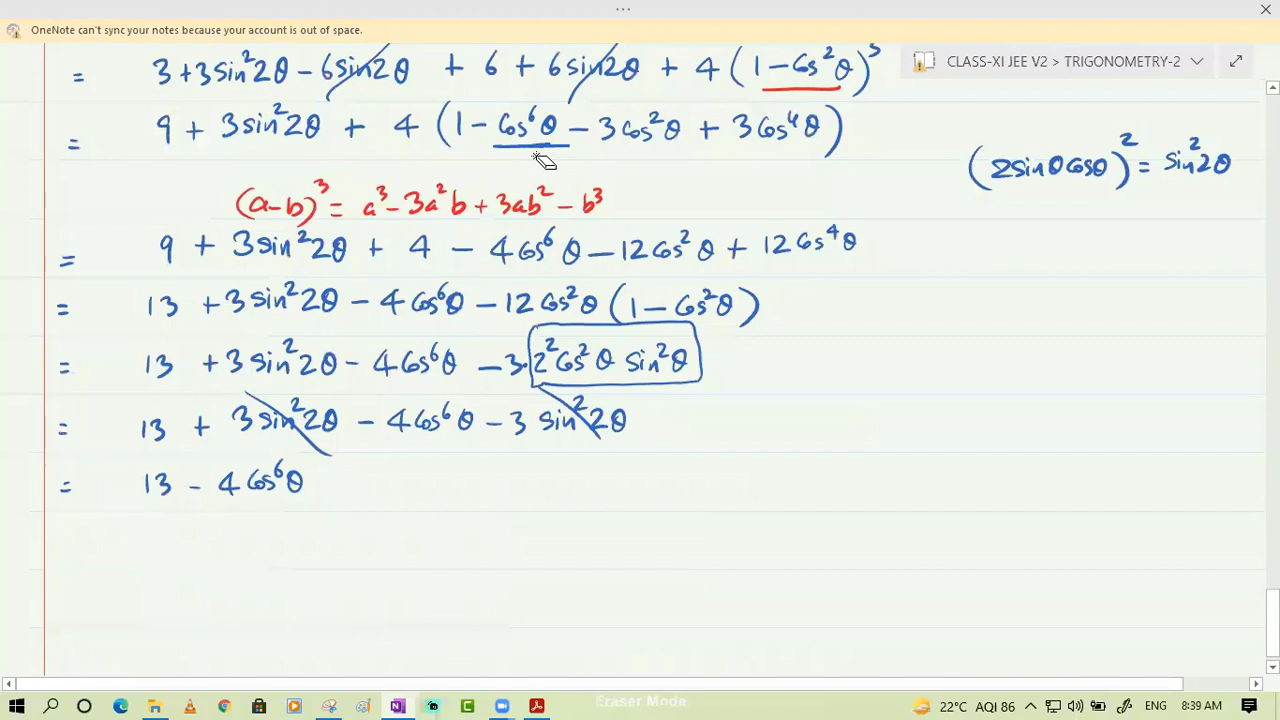 OneNote can't sync your notes because your account is out of space.
= 3 + 3sin²2θ - 6sin2θ + 6 + 6sin2θ + 4 (1 - Cos²θ)³
CLASS-XI JEE V2 > TRIGONOMETRY-2
= 9 + 3sin²2θ + 4 (1 - Cos⁶θ - 3Cos²θ + 3Cos⁴θ)
(2sinθCosθ)² = sin²2θ
(a-b)³ = a³ - 3a²b + 3ab² - b³
= 9 + 3sin²2θ + 4 - 4Cos⁶θ - 12Cos²θ + 12Cos⁴θ
= 13 + 3sin²2θ - 4Cos⁶θ - 12Cos²θ (1 - Cos²θ)
= 13 + 3sin²2θ - 4Cos⁶θ - 3·2²Cos²θ sin²θ
= 13 + 3sin²2θ - 4Cos⁶θ - 3 sin²2θ
= 13 - 4Cos⁶θ
Eraser Mode
22°C AQI 86 ENG 8:39 AM